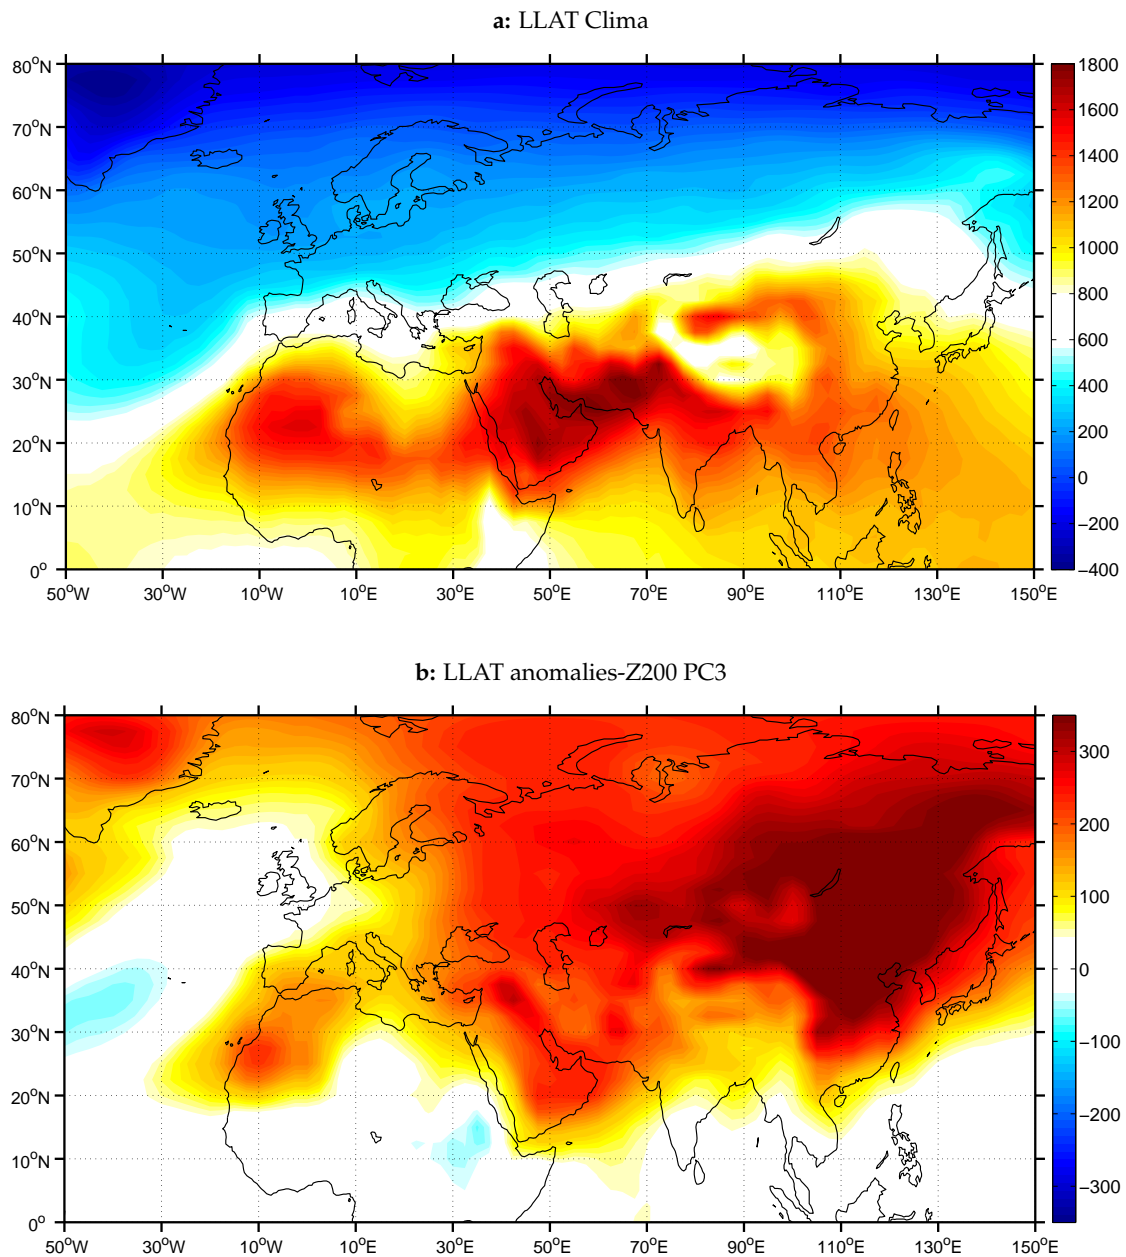 a: LLAT Clima
80°N
70°N
60°N
50°N
40°N
30°N
20°N
10°N
0°
50°W
30°W
10°W
10°E
30°E
50°E
70°E
90°E
110°E
130°E
150°E
1800
1600
1400
1200
1000
800
600
400
200
0
−200
−400
b: LLAT anomalies-Z200 PC3
80°N
70°N
60°N
50°N
40°N
30°N
20°N
10°N
0°
50°W
30°W
10°W
10°E
30°E
50°E
70°E
90°E
110°E
130°E
150°E
300
200
100
0
−100
−200
−300